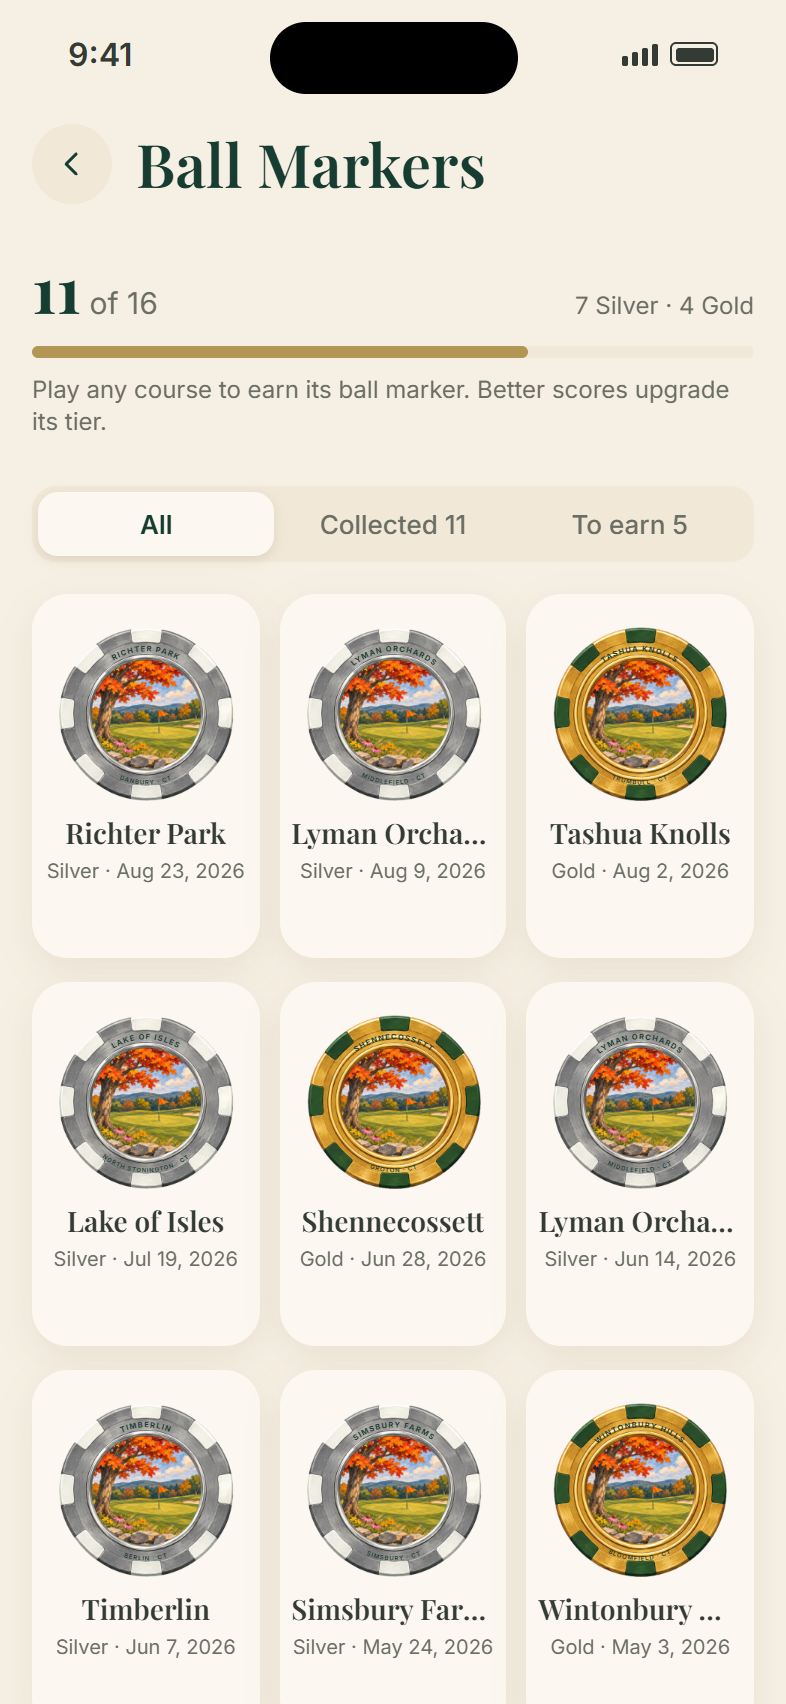 9:41
Ball Markers
11 of 16
7 Silver · 4 Gold
Play any course to earn its ball marker. Better scores upgrade
its tier.
All
Collected 11
To earn 5
RICHTER PARK
DANBURY · CT
Richter Park
Silver · Aug 23, 2026
LYMAN ORCHARDS
MIDDLEFIELD · CT
Lyman Orcha...
Silver · Aug 9, 2026
TASHUA KNOLLS
TRUMBULL · CT
Tashua Knolls
Gold · Aug 2, 2026
LAKE OF ISLES
NORTH STONINGTON · CT
Lake of Isles
Silver · Jul 19, 2026
SHENNECOSSETT
GROTON · CT
Shennecossett
Gold · Jun 28, 2026
LYMAN ORCHARDS
MIDDLEFIELD · CT
Lyman Orcha...
Silver · Jun 14, 2026
TIMBERLIN
BERLIN · CT
Timberlin
Silver · Jun 7, 2026
SIMSBURY FARMS
SIMSBURY · CT
Simsbury Far...
Silver · May 24, 2026
WINTONBURY HILLS
BLOOMFIELD · CT
Wintonbury ...
Gold · May 3, 2026